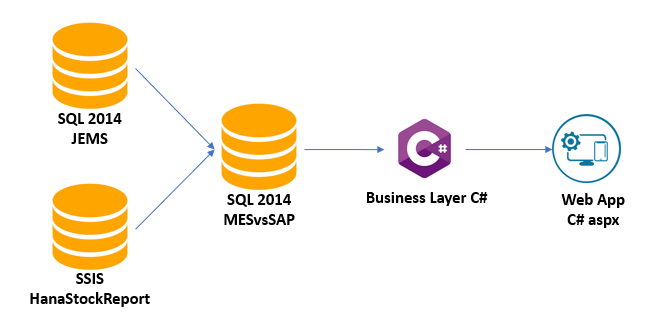 SQL 2014
JEMS
SSIS
HanaStockReport
SQL 2014
MESvsSAP
C#
Business Layer C#
Web App
C# aspx